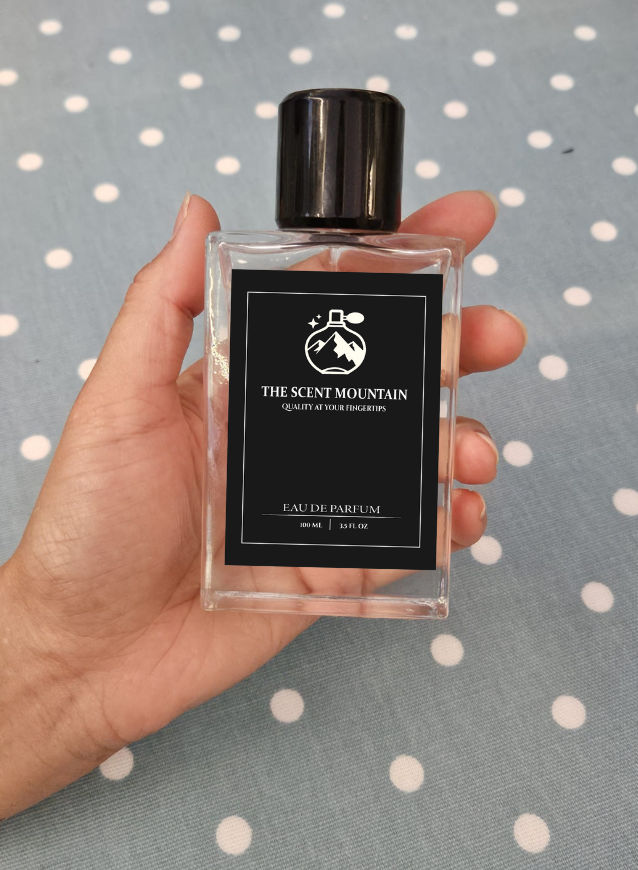 THE SCENT MOUNTAIN
QUALITY AT YOUR FINGERTIPS
EAU DE PARFUM
100 ML | 3.5 FL OZ